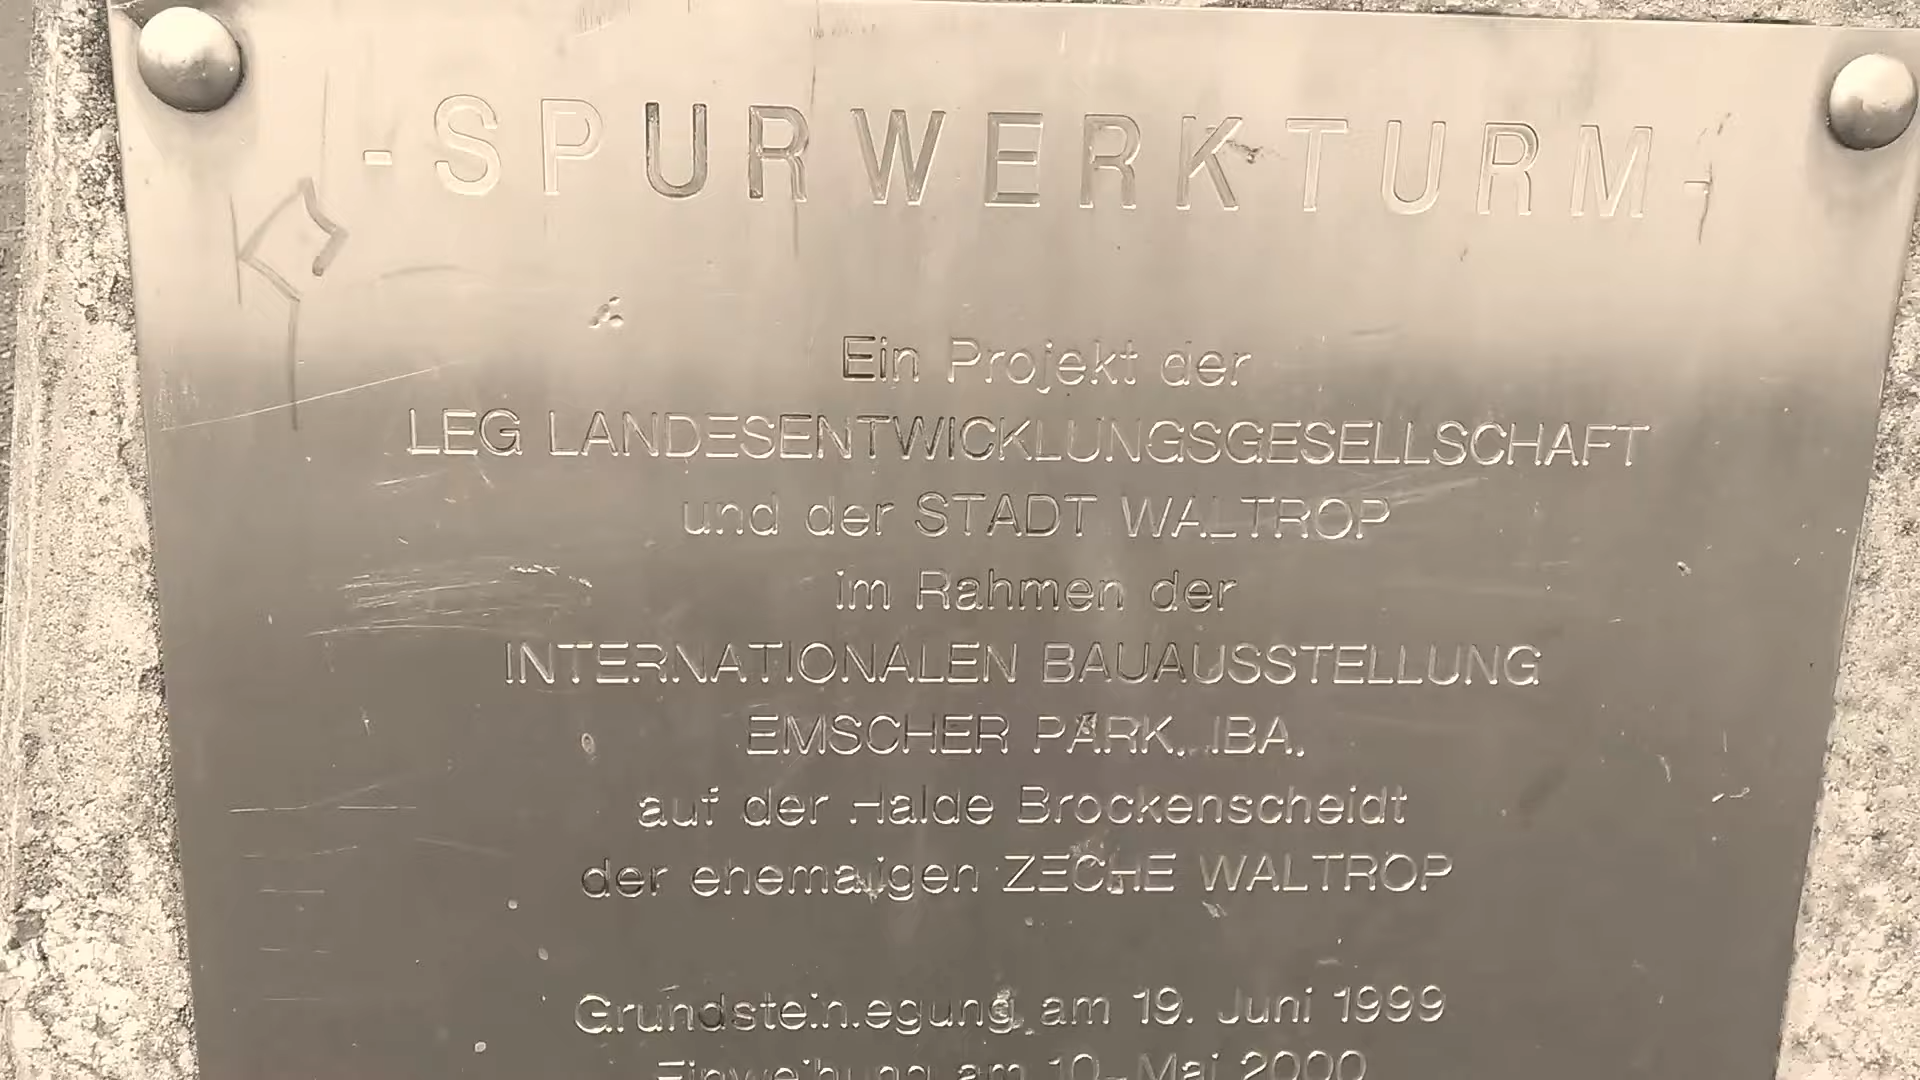 -SPURWERKTURM-
Ein Projekt der
LEG LANDESENTWICKLUNGSGESELLSCHAFT
und der STADT WALTROP
im Rahmen der
INTERNATIONALEN BAUAUSSTELLUNG
EMSCHER PARK, IBA,
auf der Halde Brockenscheidt
der ehemaligen ZECHE WALTROP
Grundsteinlegung am 19. Juni 1999
Einweihung am 10. Mai 2000